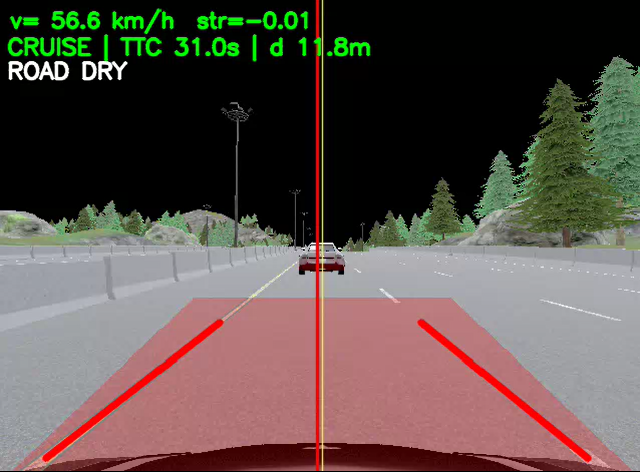 v= 56.6 km/h str=-0.01
CRUISE | TTC 31.0s | d 11.8m
ROAD DRY